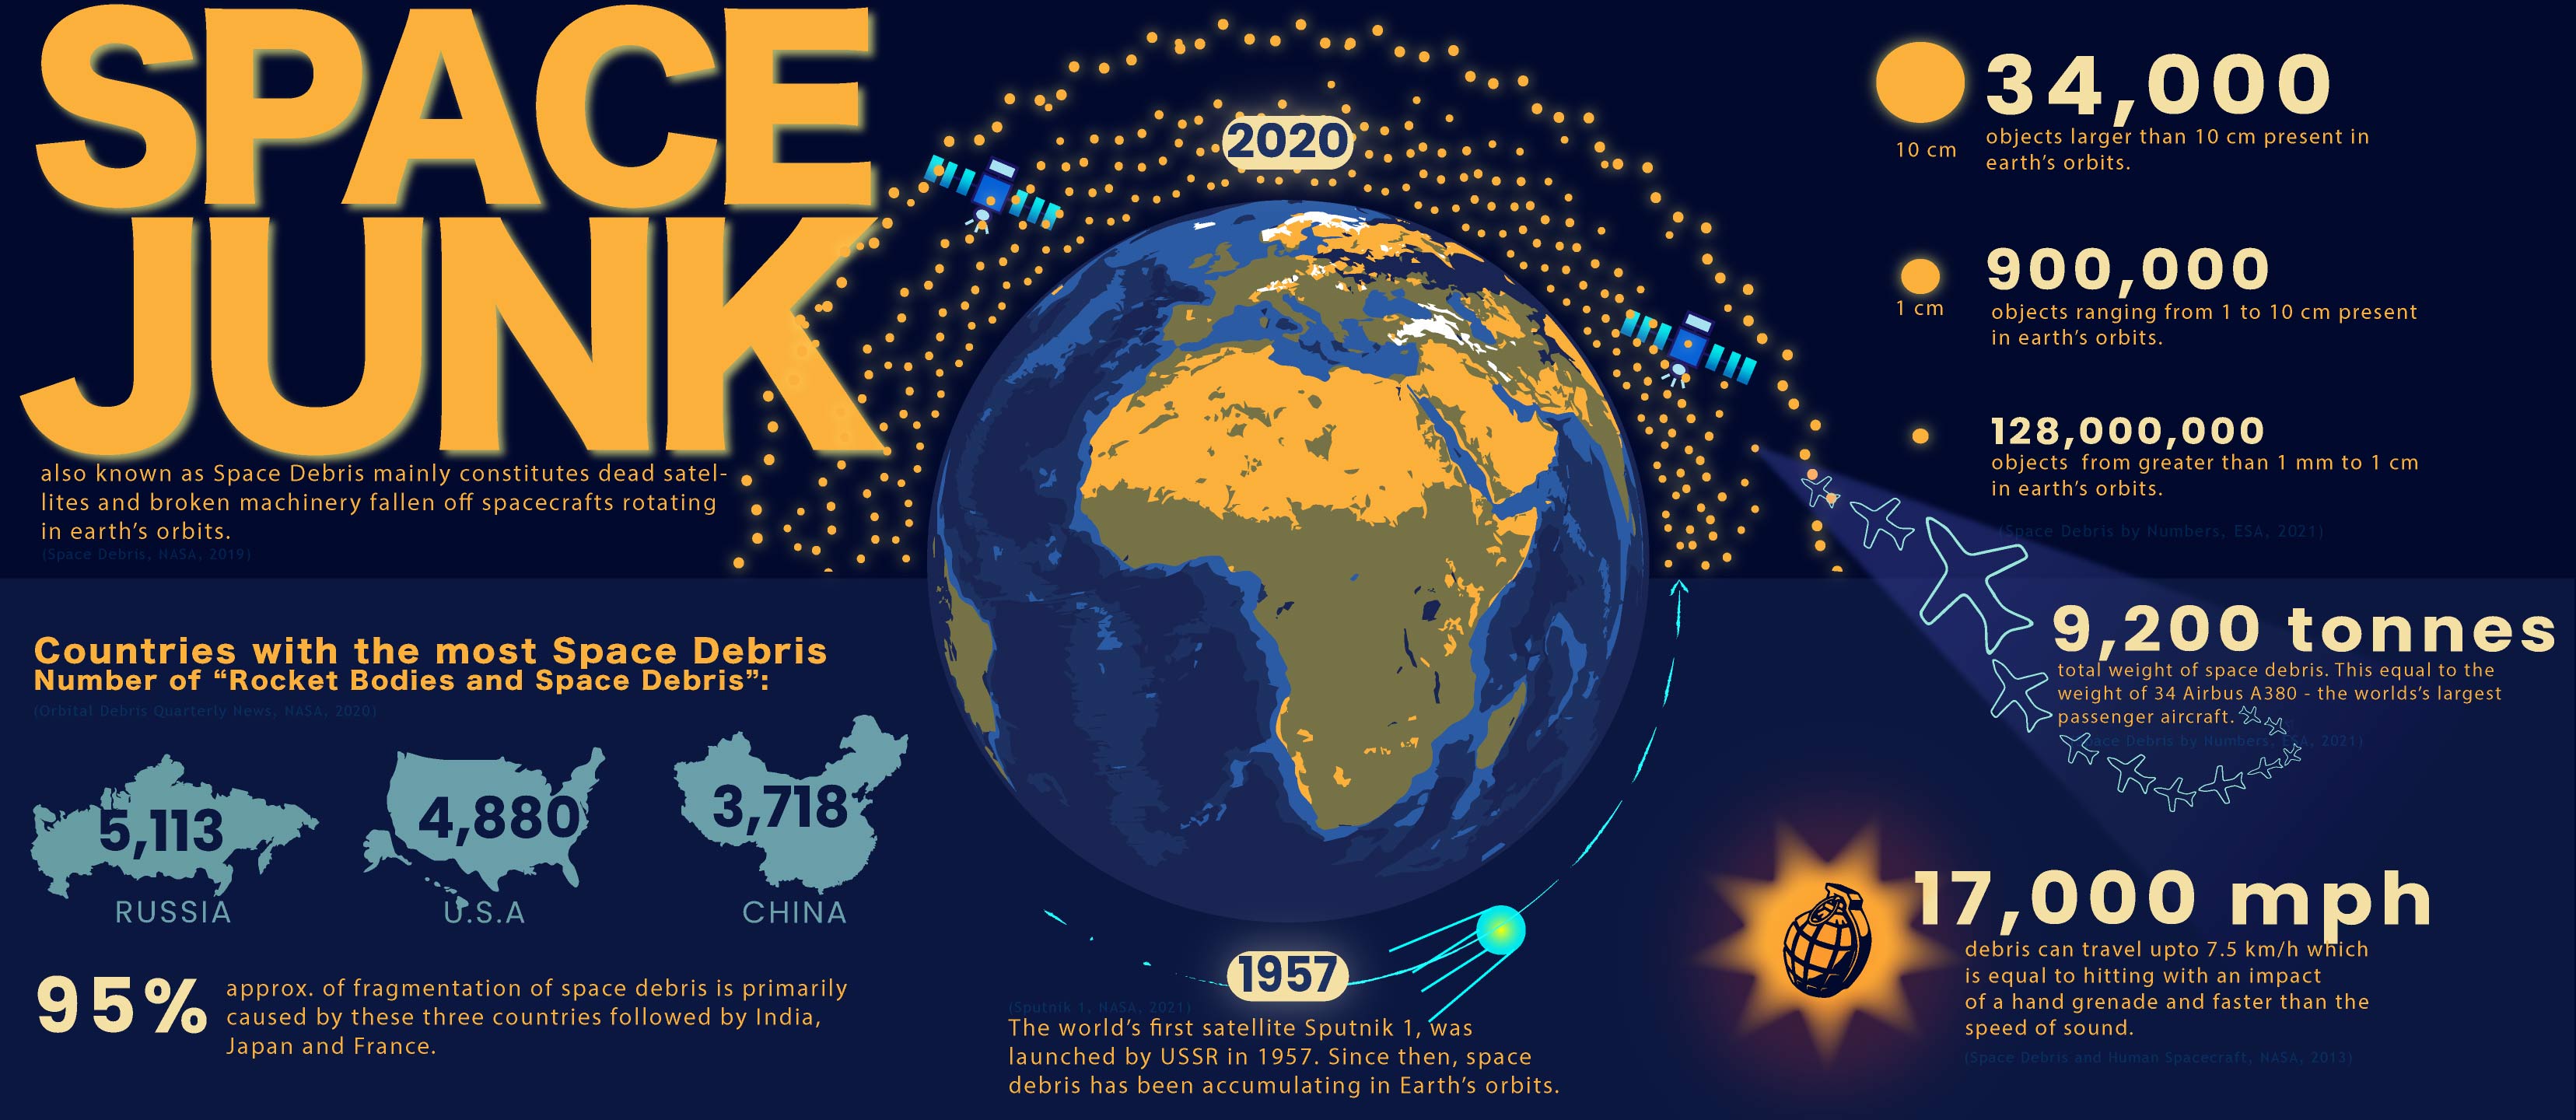 SPACE
JUNK
also known as Space Debris mainly constitutes dead satel-
lites and broken machinery fallen off spacecrafts rotating
in earth's orbits.
(Space Debris, NASA, 2019)
2020
34,000
10 cm
objects larger than 10 cm present in
earth's orbits.
900,000
1 cm
objects ranging from 1 to 10 cm present
in earth's orbits.
128,000,000
objects from greater than 1 mm to 1 cm
in earth's orbits.
(Space Debris by Numbers, ESA, 2021)
Countries with the most Space Debris
Number of “Rocket Bodies and Space Debris”:
(Orbital Debris Quarterly News, NASA, 2020)
5,113
RUSSIA
4,880
U.S.A
3,718
CHINA
95%
approx. of fragmentation of space debris is primarily
caused by these three countries followed by India,
Japan and France.
1957
(Sputnik 1, NASA, 2021)
The world's first satellite Sputnik 1, was
launched by USSR in 1957. Since then, space
debris has been accumulating in Earth's orbits.
9,200 tonnes
total weight of space debris. This equal to the
weight of 34 Airbus A380 - the worlds's largest
passenger aircraft.
Debris by Numbers, ESA, 2021)
17,000 mph
debris can travel upto 7.5 km/h which
is equal to hitting with an impact
of a hand grenade and faster than the
speed of sound.
(Space Debris and Human Spacecraft, NASA, 2013)